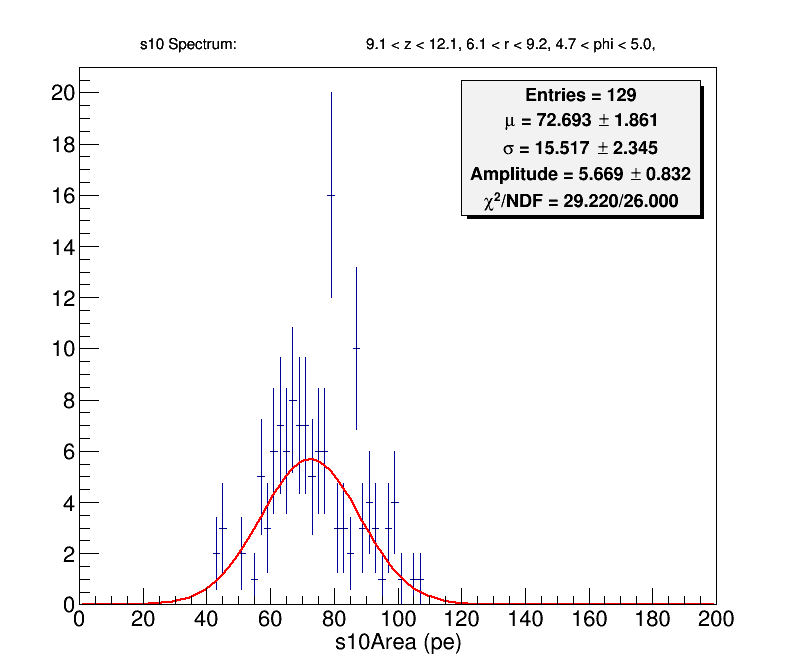 s10 Spectrum: 9.1 < z < 12.1, 6.1 < r < 9.2, 4.7 < phi < 5.0,
Entries = 129
μ = 72.693 ± 1.861
σ = 15.517 ± 2.345
Amplitude = 5.669 ± 0.832
χ²/NDF = 29.220/26.000
20
18
16
14
12
10
8
6
4
2
0
0 20 40 60 80 100 120 140 160 180 200
s10Area (pe)